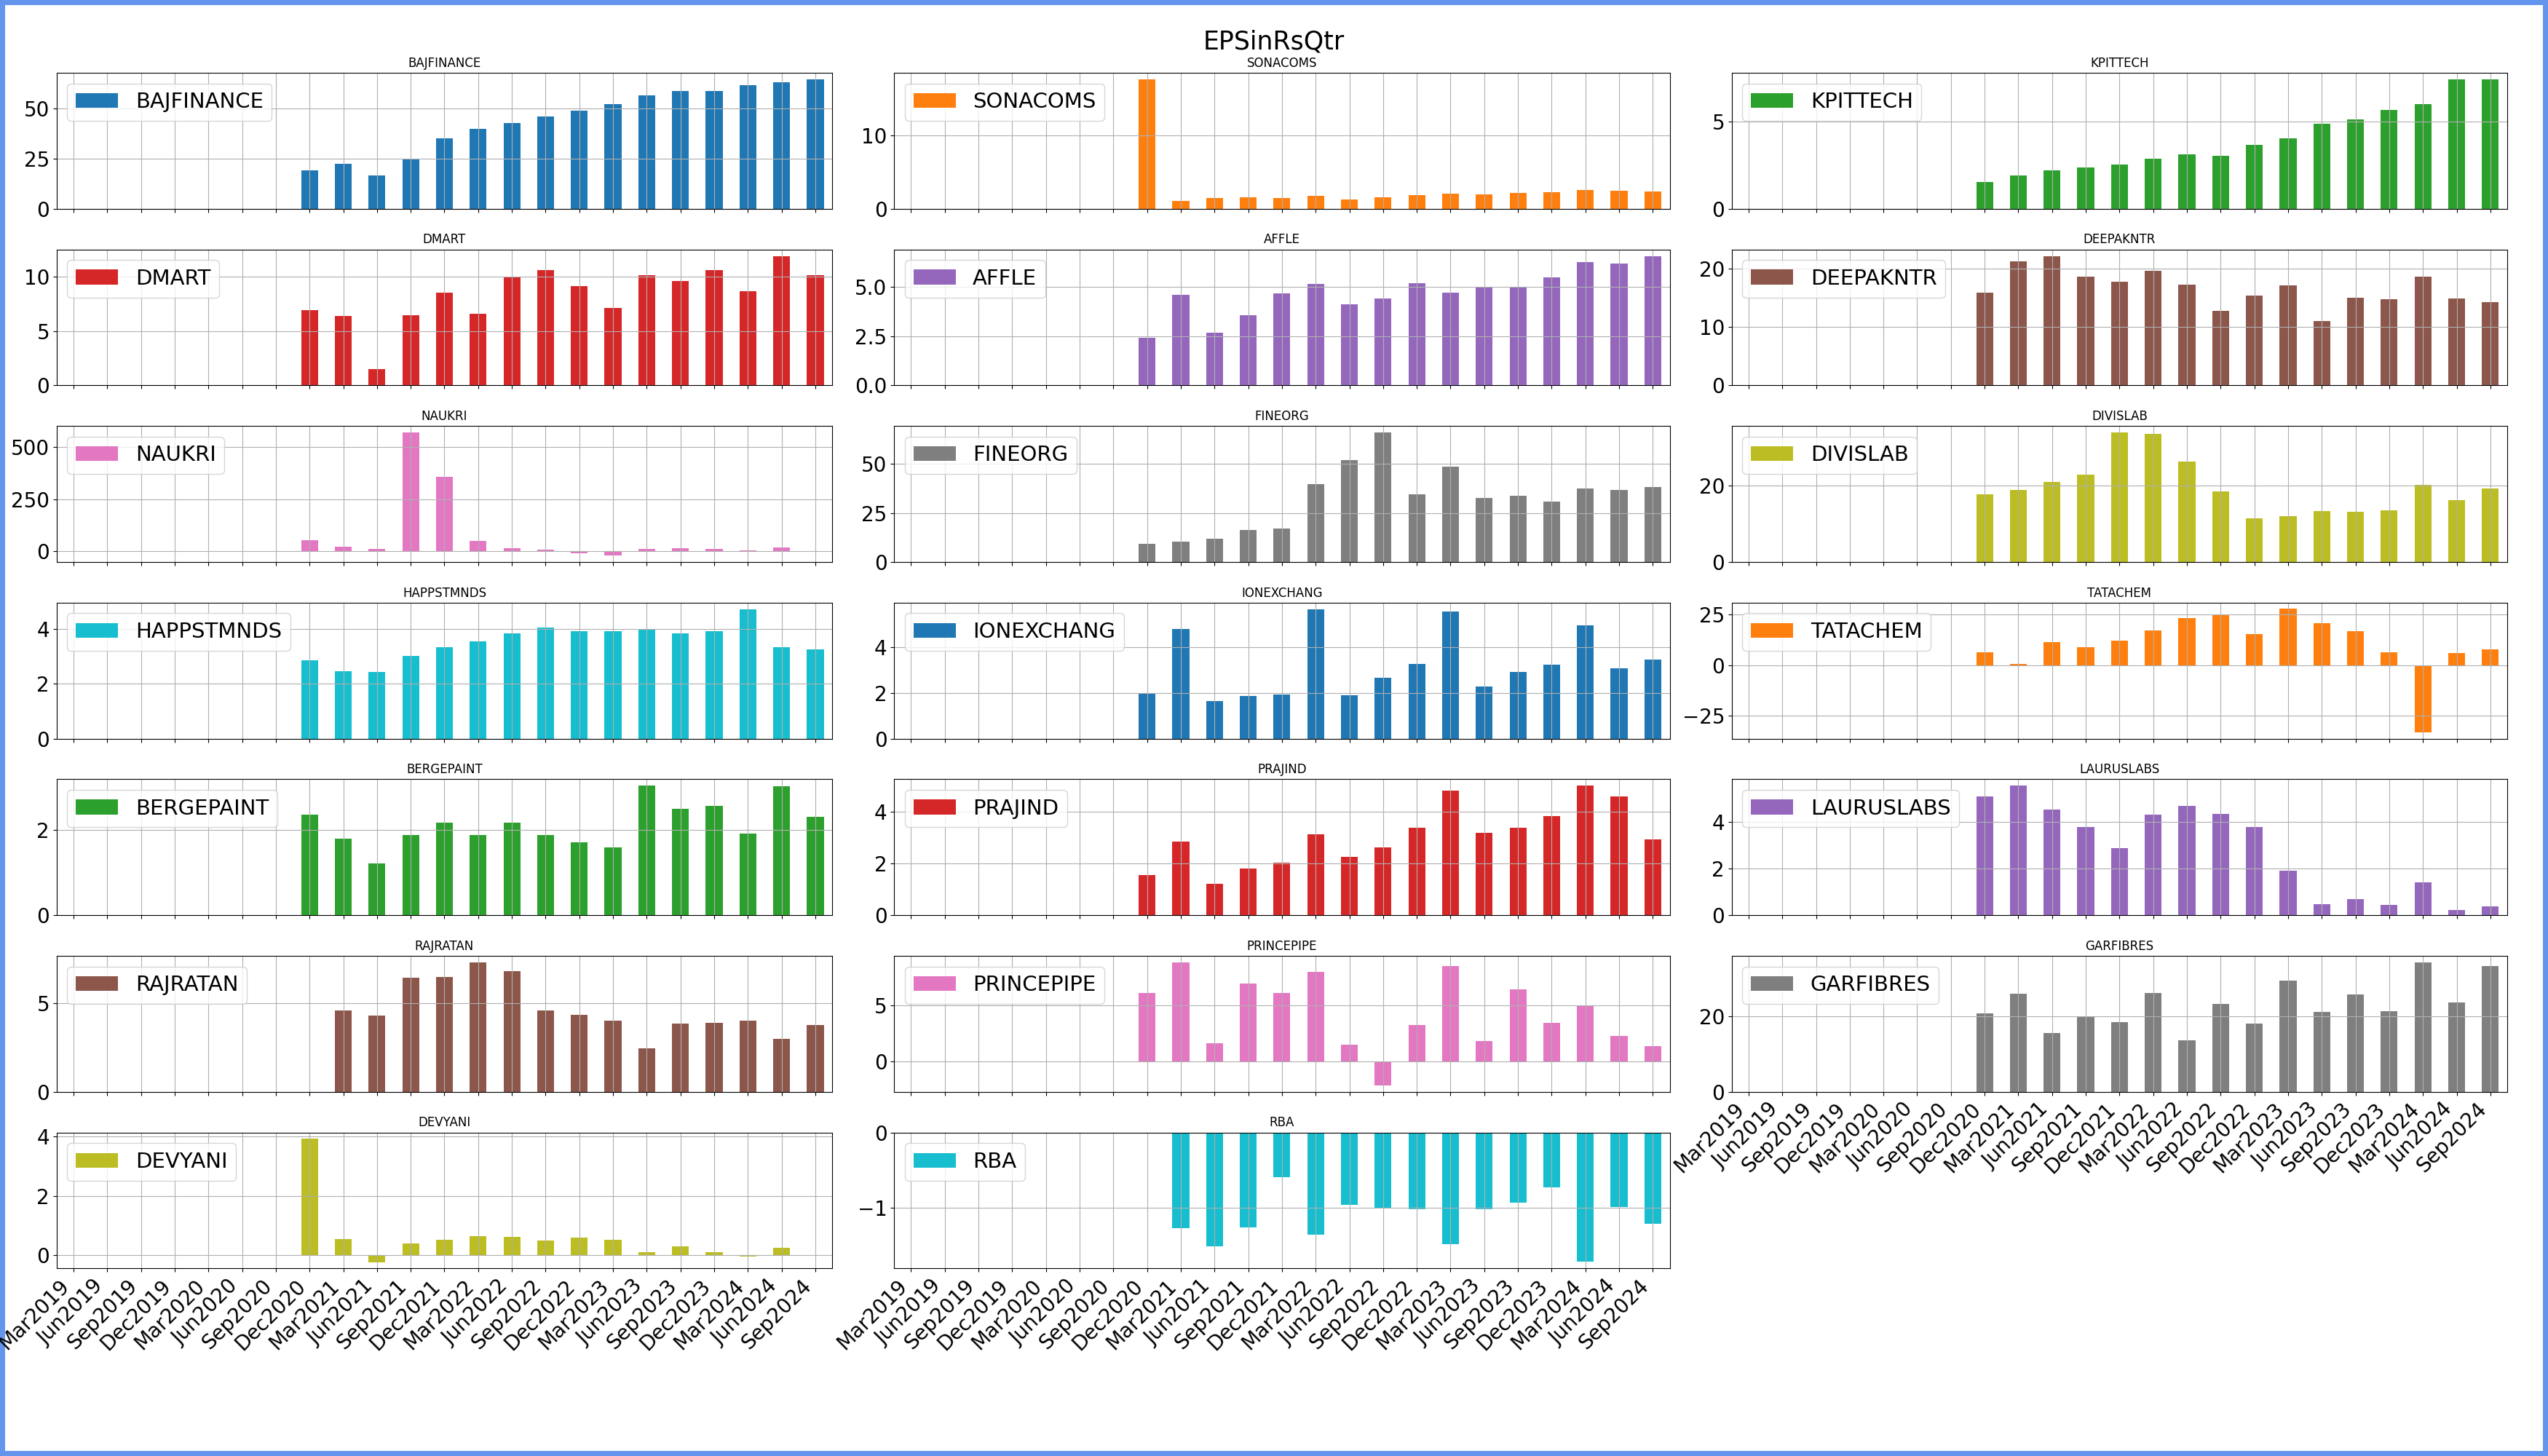 EPSinRsQtr
BAJFINANCE
BAJFINANCE
50
25
0
SONACOMS
SONACOMS
10
0
KPITTECH
KPITTECH
5
0
DMART
DMART
10
5
0
AFFLE
AFFLE
5.0
2.5
0.0
DEEPAKNTR
DEEPAKNTR
20
10
0
NAUKRI
NAUKRI
500
250
0
FINEORG
FINEORG
50
25
0
DIVISLAB
DIVISLAB
20
0
HAPPSTMNDS
HAPPSTMNDS
4
2
0
IONEXCHANG
IONEXCHANG
4
2
0
TATACHEM
TATACHEM
25
0
−25
BERGEPAINT
BERGEPAINT
2
0
PRAJIND
PRAJIND
4
2
0
LAURUSLABS
LAURUSLABS
4
2
0
RAJRATAN
RAJRATAN
5
0
PRINCEPIPE
PRINCEPIPE
5
0
GARFIBRES
GARFIBRES
20
0
Mar2019
Jun2019
Sep2019
Dec2019
Mar2020
Jun2020
Sep2020
Dec2020
Mar2021
Jun2021
Sep2021
Dec2021
Mar2022
Jun2022
Sep2022
Dec2022
Mar2023
Jun2023
Sep2023
Dec2023
Mar2024
Jun2024
Sep2024
DEVYANI
DEVYANI
4
2
0
Mar2019
Jun2019
Sep2019
Dec2019
Mar2020
Jun2020
Sep2020
Dec2020
Mar2021
Jun2021
Sep2021
Dec2021
Mar2022
Jun2022
Sep2022
Dec2022
Mar2023
Jun2023
Sep2023
Dec2023
Mar2024
Jun2024
Sep2024
RBA
RBA
0
−1
Mar2019
Jun2019
Sep2019
Dec2019
Mar2020
Jun2020
Sep2020
Dec2020
Mar2021
Jun2021
Sep2021
Dec2021
Mar2022
Jun2022
Sep2022
Dec2022
Mar2023
Jun2023
Sep2023
Dec2023
Mar2024
Jun2024
Sep2024